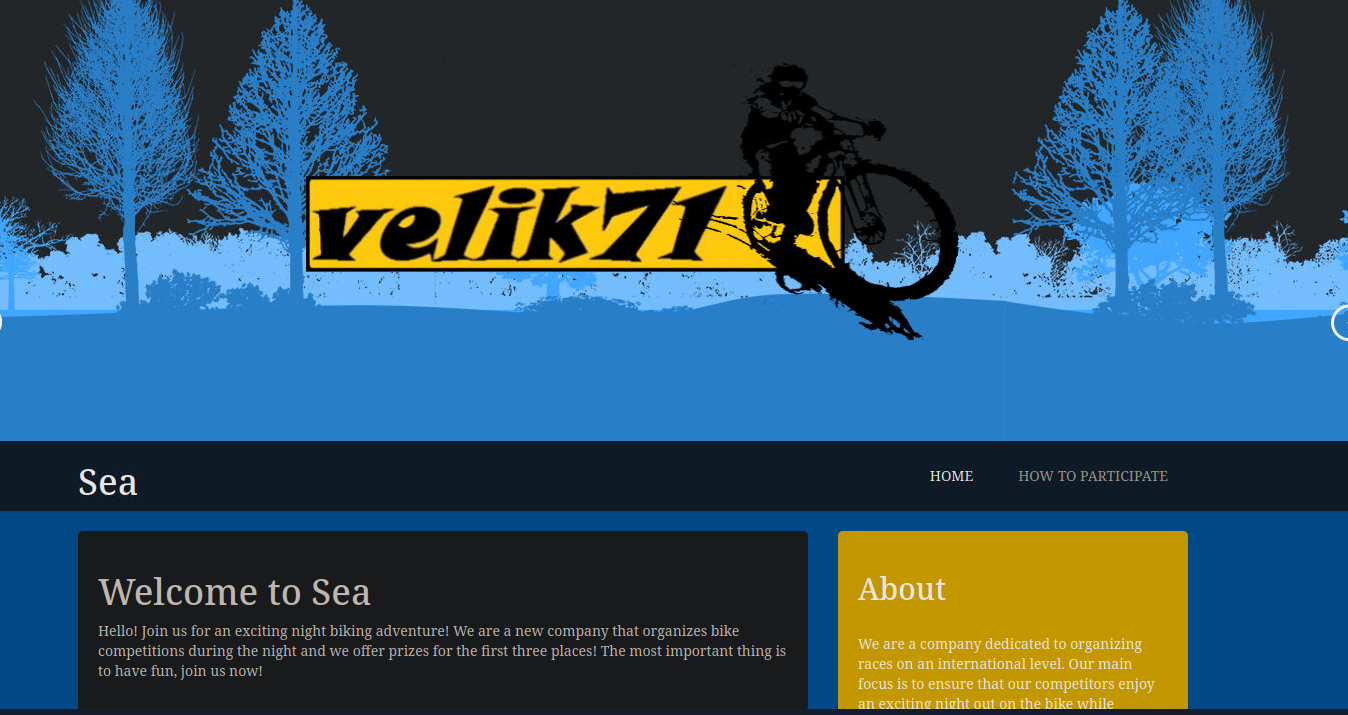 velik71
Sea
HOME
HOW TO PARTICIPATE
Welcome to Sea
Hello! Join us for an exciting night biking adventure! We are a new company that organizes bike
competitions during the night and we offer prizes for the first three places! The most important thing is
to have fun, join us now!
About
We are a company dedicated to organizing
races on an international level. Our main
focus is to ensure that our competitors enjoy
an exciting night out on the bike while